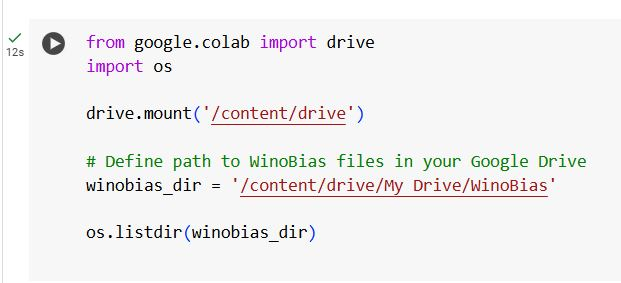 from google.colab import drive
12s
import os
drive.mount('/content/drive')
# Define path to WinoBias files in your Google Drive
winobias_dir = '/content/drive/My Drive/WinoBias'
os.listdir(winobias_dir)